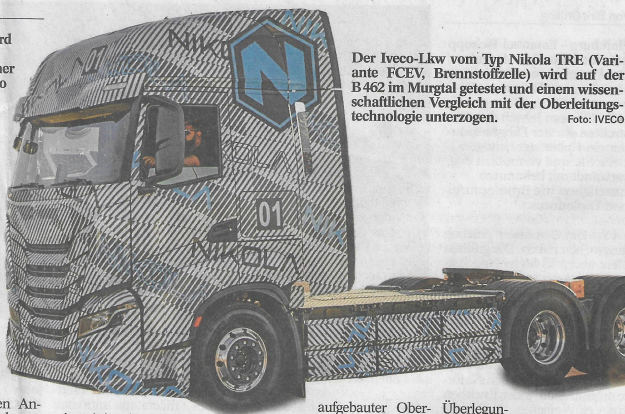 rd
ner
o
Der Iveco-Lkw vom Typ Nikola TRE (Vari-
ante FCEV, Brennstoffzelle) wird auf der
B 462 im Murgtal getestet und einem wissen-
schaftlichen Vergleich mit der Oberleitungs-
technologie unterzogen.
Foto: IVECO
NIKO
N
01
NIKOLA
01
NIKOLA
en An-
aufgebauter Ober-
Überlegun-